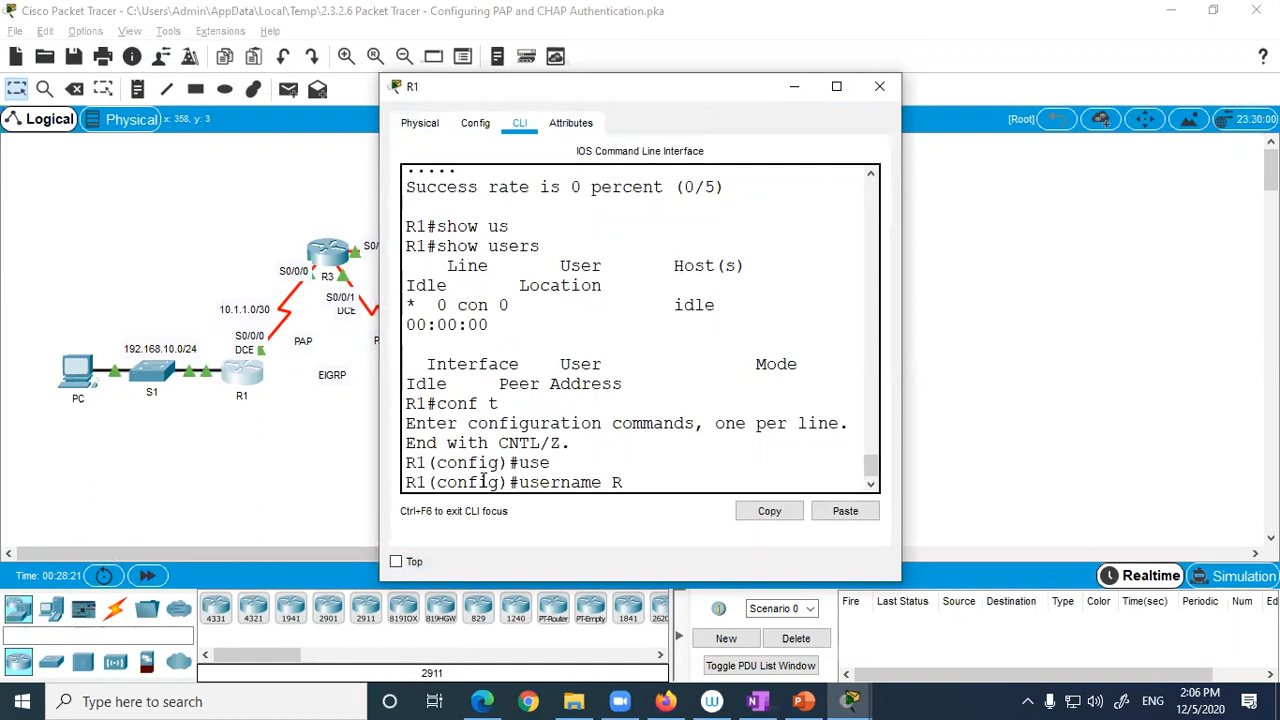 Cisco Packet Tracer - C:\Users\Admin\AppData\Local\Temp\2.3.2.6 Packet Tracer - Configuring PAP and CHAP Authentication.pka
File Edit Options View Tools Extensions Help
Logical Physical x: 358, y: 3 [Root] 23:30:00
R1
Physical Config CLI Attributes
IOS Command Line Interface
.....
Success rate is 0 percent (0/5)
R1#show us
R1#show users
Line User Host(s)
Idle Location
* 0 con 0 idle
00:00:00
Interface User Mode
Idle Peer Address
R1#conf t
Enter configuration commands, one per line.
End with CNTL/Z.
R1(config)#use
R1(config)#username R
Ctrl+F6 to exit CLI focus
Copy Paste
Top
S0/0
S0/0/0
R3
S0/0/1
DCE
10.1.1.0/30
S0/0/0
DCE
PAP
192.168.10.0/24
EIGRP
PC
S1
R1
Time: 00:28:21 Realtime Simulation
4331 4321 1941 2901 2911 819IOX 819HGW 829 1240 PT-Router PT-Empty 1841 2620
2911
Scenario 0
New Delete
Toggle PDU List Window
Fire Last Status Source Destination Type Color Time(sec) Periodic Num Ed
Type here to search
ENG
2:06 PM
12/5/2020